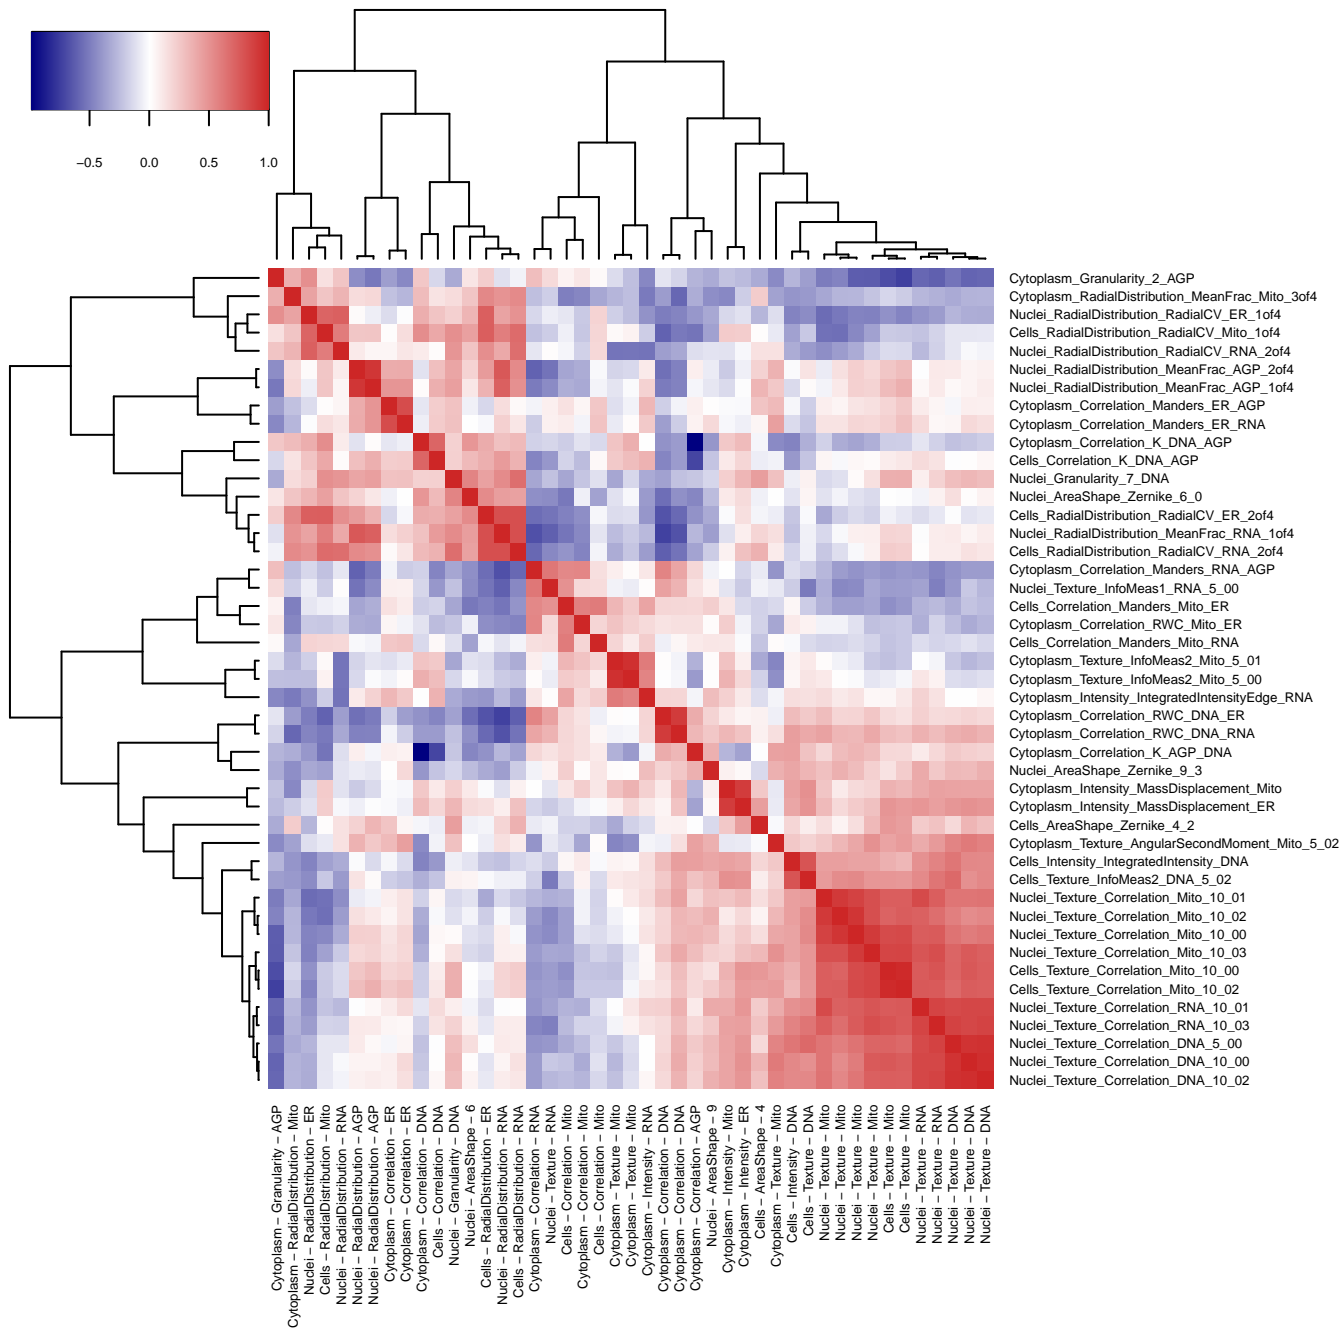 −0.5 0.0 0.5 1.0
Cytoplasm_Granularity_2_AGP
Cytoplasm_RadialDistribution_MeanFrac_Mito_3of4
Nuclei_RadialDistribution_RadialCV_ER_1of4
Cells_RadialDistribution_RadialCV_Mito_1of4
Nuclei_RadialDistribution_RadialCV_RNA_2of4
Nuclei_RadialDistribution_MeanFrac_AGP_2of4
Nuclei_RadialDistribution_MeanFrac_AGP_1of4
Cytoplasm_Correlation_Manders_ER_AGP
Cytoplasm_Correlation_Manders_ER_RNA
Cytoplasm_Correlation_K_DNA_AGP
Cells_Correlation_K_DNA_AGP
Nuclei_Granularity_7_DNA
Nuclei_AreaShape_Zernike_6_0
Cells_RadialDistribution_RadialCV_ER_2of4
Nuclei_RadialDistribution_MeanFrac_RNA_1of4
Cells_RadialDistribution_RadialCV_RNA_2of4
Cytoplasm_Correlation_Manders_RNA_AGP
Nuclei_Texture_InfoMeas1_RNA_5_00
Cells_Correlation_Manders_Mito_ER
Cytoplasm_Correlation_RWC_Mito_ER
Cells_Correlation_Manders_Mito_RNA
Cytoplasm_Texture_InfoMeas2_Mito_5_01
Cytoplasm_Texture_InfoMeas2_Mito_5_00
Cytoplasm_Intensity_IntegratedIntensityEdge_RNA
Cytoplasm_Correlation_RWC_DNA_ER
Cytoplasm_Correlation_RWC_DNA_RNA
Cytoplasm_Correlation_K_AGP_DNA
Nuclei_AreaShape_Zernike_9_3
Cytoplasm_Intensity_MassDisplacement_Mito
Cytoplasm_Intensity_MassDisplacement_ER
Cells_AreaShape_Zernike_4_2
Cytoplasm_Texture_AngularSecondMoment_Mito_5_02
Cells_Intensity_IntegratedIntensity_DNA
Cells_Texture_InfoMeas2_DNA_5_02
Nuclei_Texture_Correlation_Mito_10_01
Nuclei_Texture_Correlation_Mito_10_02
Nuclei_Texture_Correlation_Mito_10_00
Nuclei_Texture_Correlation_Mito_10_03
Cells_Texture_Correlation_Mito_10_00
Cells_Texture_Correlation_Mito_10_02
Nuclei_Texture_Correlation_RNA_10_01
Nuclei_Texture_Correlation_RNA_10_03
Nuclei_Texture_Correlation_DNA_5_00
Nuclei_Texture_Correlation_DNA_10_00
Nuclei_Texture_Correlation_DNA_10_02
Cytoplasm − Granularity − AGP
Cytoplasm − RadialDistribution − Mito
Nuclei − RadialDistribution − ER
Cells − RadialDistribution − Mito
Nuclei − RadialDistribution − RNA
Nuclei − RadialDistribution − AGP
Nuclei − RadialDistribution − AGP
Cytoplasm − Correlation − ER
Cytoplasm − Correlation − ER
Cytoplasm − Correlation − DNA
Cells − Correlation − DNA
Nuclei − Granularity − DNA
Nuclei − AreaShape − 6
Cells − RadialDistribution − ER
Nuclei − RadialDistribution − RNA
Cells − RadialDistribution − RNA
Cytoplasm − Correlation − RNA
Nuclei − Texture − RNA
Cells − Correlation − Mito
Cytoplasm − Correlation − Mito
Cells − Correlation − Mito
Cytoplasm − Texture − Mito
Cytoplasm − Texture − Mito
Cytoplasm − Intensity − RNA
Cytoplasm − Correlation − DNA
Cytoplasm − Correlation − DNA
Cytoplasm − Correlation − AGP
Nuclei − AreaShape − 9
Cytoplasm − Intensity − Mito
Cytoplasm − Intensity − ER
Cells − AreaShape − 4
Cytoplasm − Texture − Mito
Cells − Intensity − DNA
Cells − Texture − DNA
Nuclei − Texture − Mito
Nuclei − Texture − Mito
Nuclei − Texture − Mito
Nuclei − Texture − Mito
Cells − Texture − Mito
Cells − Texture − Mito
Nuclei − Texture − RNA
Nuclei − Texture − RNA
Nuclei − Texture − DNA
Nuclei − Texture − DNA
Nuclei − Texture − DNA